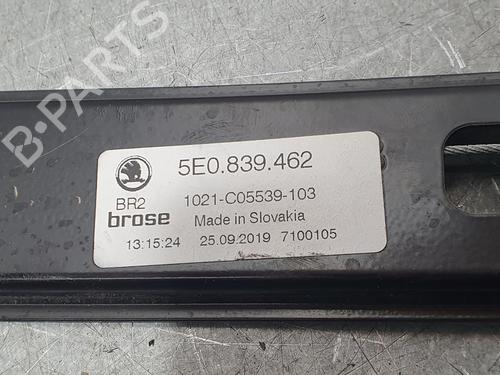 B-PARTS
5E0.839.462
BR2
brose
1021-C05539-103
Made in Slovakia
13:15:24 25.09.2019 7100105